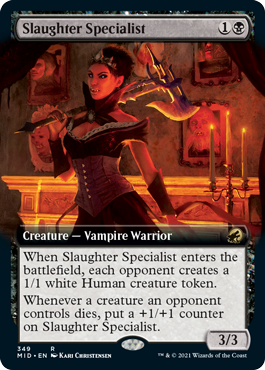 Slaughter Specialist 1
Creature — Vampire Warrior
When Slaughter Specialist enters the
battlefield, each opponent creates a
1/1 white Human creature token.
Whenever a creature an opponent
controls dies, put a +1/+1 counter
on Slaughter Specialist.
3/3
349 R
MID • EN KARI CHRISTENSEN
™ & © 2021 Wizards of the Coast